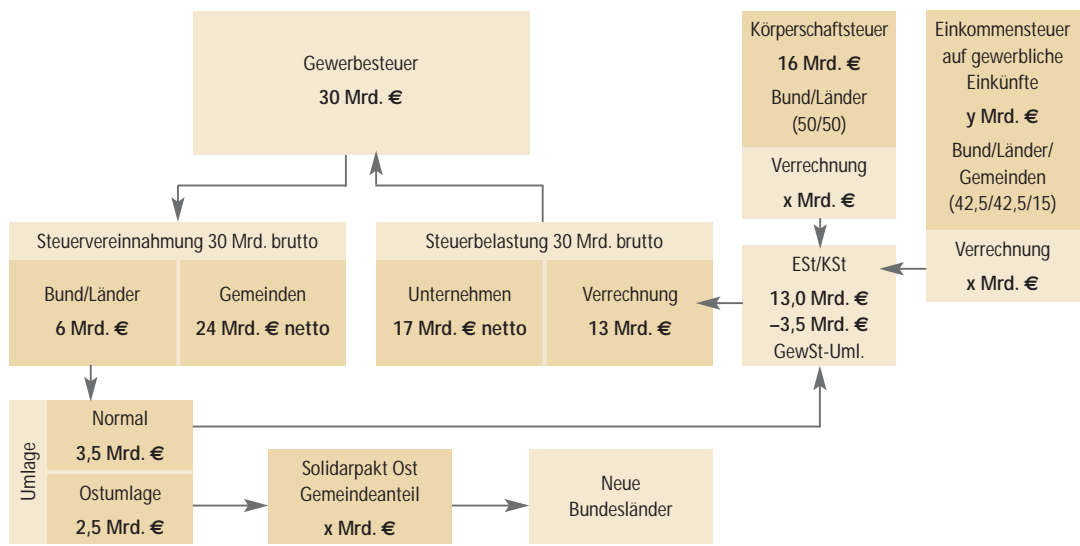 Gewerbesteuer
30 Mrd. €
Körperschaftsteuer
16 Mrd. €
Bund/Länder
(50/50)
Verrechnung
x Mrd. €
Einkommensteuer
auf gewerbliche
Einkünfte
y Mrd. €
Bund/Länder/
Gemeinden
(42,5/42,5/15)
Verrechnung
x Mrd. €
Steuervereinnahmung 30 Mrd. brutto
Bund/Länder
6 Mrd. €
Gemeinden
24 Mrd. € netto
Steuerbelastung 30 Mrd. brutto
Unternehmen
17 Mrd. € netto
Verrechnung
13 Mrd. €
ESt/KSt
13,0 Mrd. €
–3,5 Mrd. €
GewSt-Uml.
Umlage
Normal
3,5 Mrd. €
Ostumlage
2,5 Mrd. €
Solidarpakt Ost
Gemeindeanteil
x Mrd. €
Neue
Bundesländer